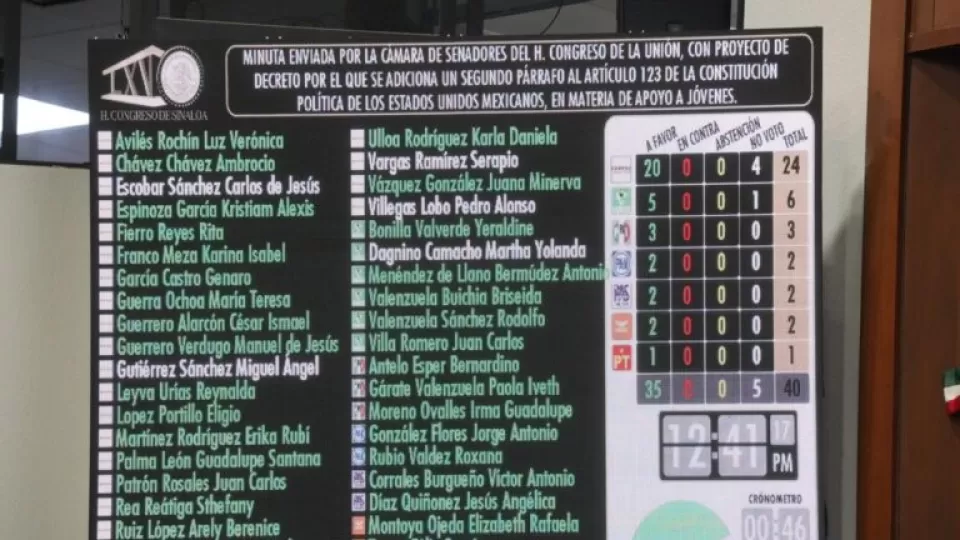 LXV
H. CONGRESO DE SINALOA
MINUTA ENVIADA POR LA CÁMARA DE SENADORES DEL H. CONGRESO DE LA UNIÓN, CON PROYECTO DE
DECRETO POR EL QUE SE ADICIONA UN SEGUNDO PÁRRAFO AL ARTÍCULO 123 DE LA CONSTITUCIÓN
POLÍTICA DE LOS ESTADOS UNIDOS MEXICANOS, EN MATERIA DE APOYO A JÓVENES.
Avilés Rochín Luz Verónica
Chávez Chávez Ambrocio
Escobar Sánchez Carlos de Jesús
Espinoza García Kristiam Alexis
Fierro Reyes Rita
Franco Meza Karina Isabel
García Castro Genaro
Guerra Ochoa María Teresa
Guerrero Alarcón César Ismael
Guerrero Verdugo Manuel de Jesús
Gutiérrez Sánchez Miguel Ángel
Leyva Urías Reynalda
Lopez Portillo Eligio
Martinez Rodríguez Erika Rubí
Palma León Guadalupe Santana
Patrón Rosales Juan Carlos
Rea Reátiga Sthefany
Ruiz López Arely Berenice
Ulloa Rodríguez Karla Daniela
Vargas Ramírez Serapio
Vázquez González Juana Minerva
Villegas Lobo Pedro Alonso
Bonilla Valverde Yeraldine
Dagnino Camacho Martha Yolanda
Menéndez de Llano Bermúdez Antonio
Valenzuela Buichia Briseida
Valenzuela Sánchez Rodolfo
Villa Romero Juan Carlos
Antelo Esper Bernardino
Gárate Valenzuela Paola Iveth
Moreno Ovalles Irma Guadalupe
González Flores Jorge Antonio
Rubio Valdez Roxana
Corrales Burgueño Víctor Antonio
Díaz Quiñonez Jesús Angélica
Montoya Ojeda Elizabeth Rafaela
A FAVOR EN CONTRA ABSTENCIÓN NO VOTO TOTAL
20 0 0 4 24
5 0 0 1 6
3 0 0 0 3
2 0 0 0 2
2 0 0 0 2
2 0 0 0 2
PT 1 0 0 0 1
35 0 0 5 40
12:41 17 PM
CRÓNOMETRO
00:46